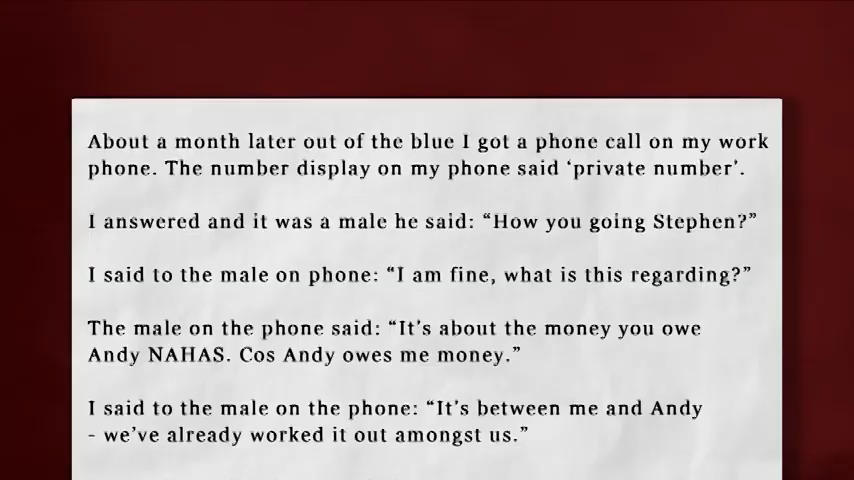 About a month later out of the blue I got a phone call on my work
phone. The number display on my phone said ‘private number’.
I answered and it was a male he said: “How you going Stephen?”
I said to the male on phone: “I am fine, what is this regarding?”
The male on the phone said: “It’s about the money you owe
Andy NAHAS. Cos Andy owes me money.”
I said to the male on the phone: “It’s between me and Andy
- we’ve already worked it out amongst us.”